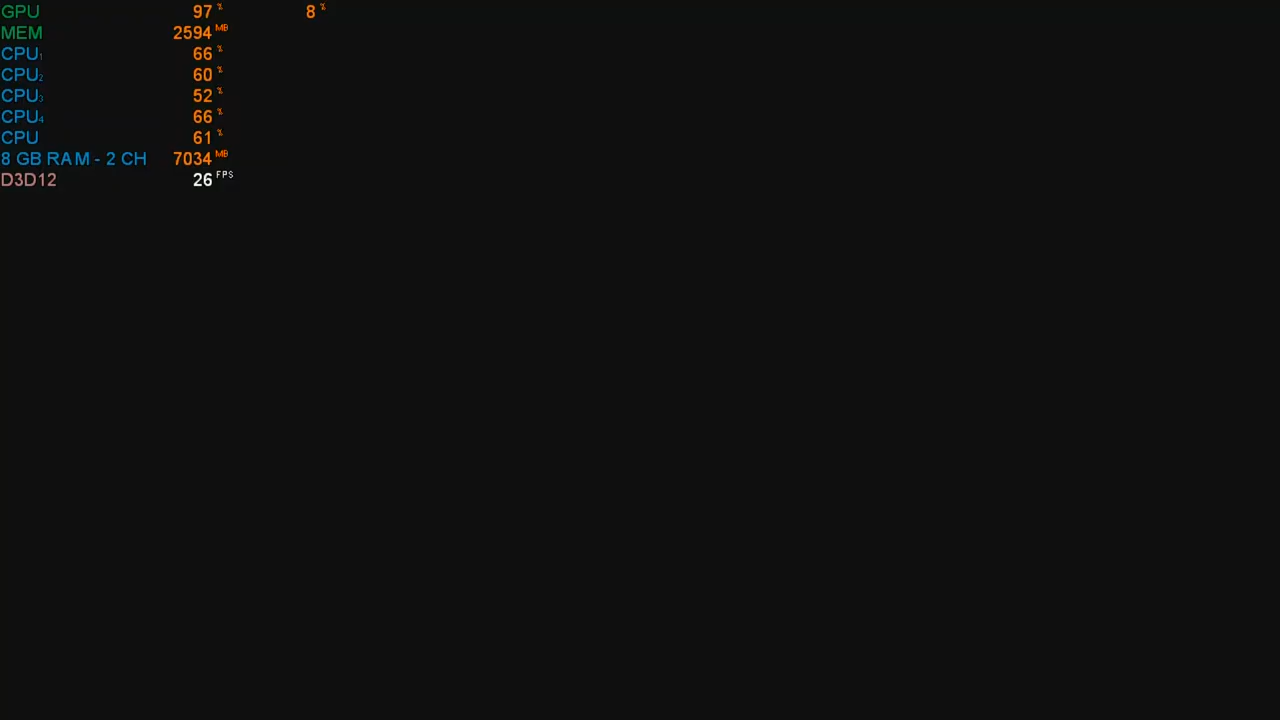 GPU 97 % 8 %
MEM 2594 MB
CPU1 66 %
CPU2 60 %
CPU3 52 %
CPU4 66 %
CPU 61 %
8 GB RAM - 2 CH 7034 MB
D3D12 26 FPS